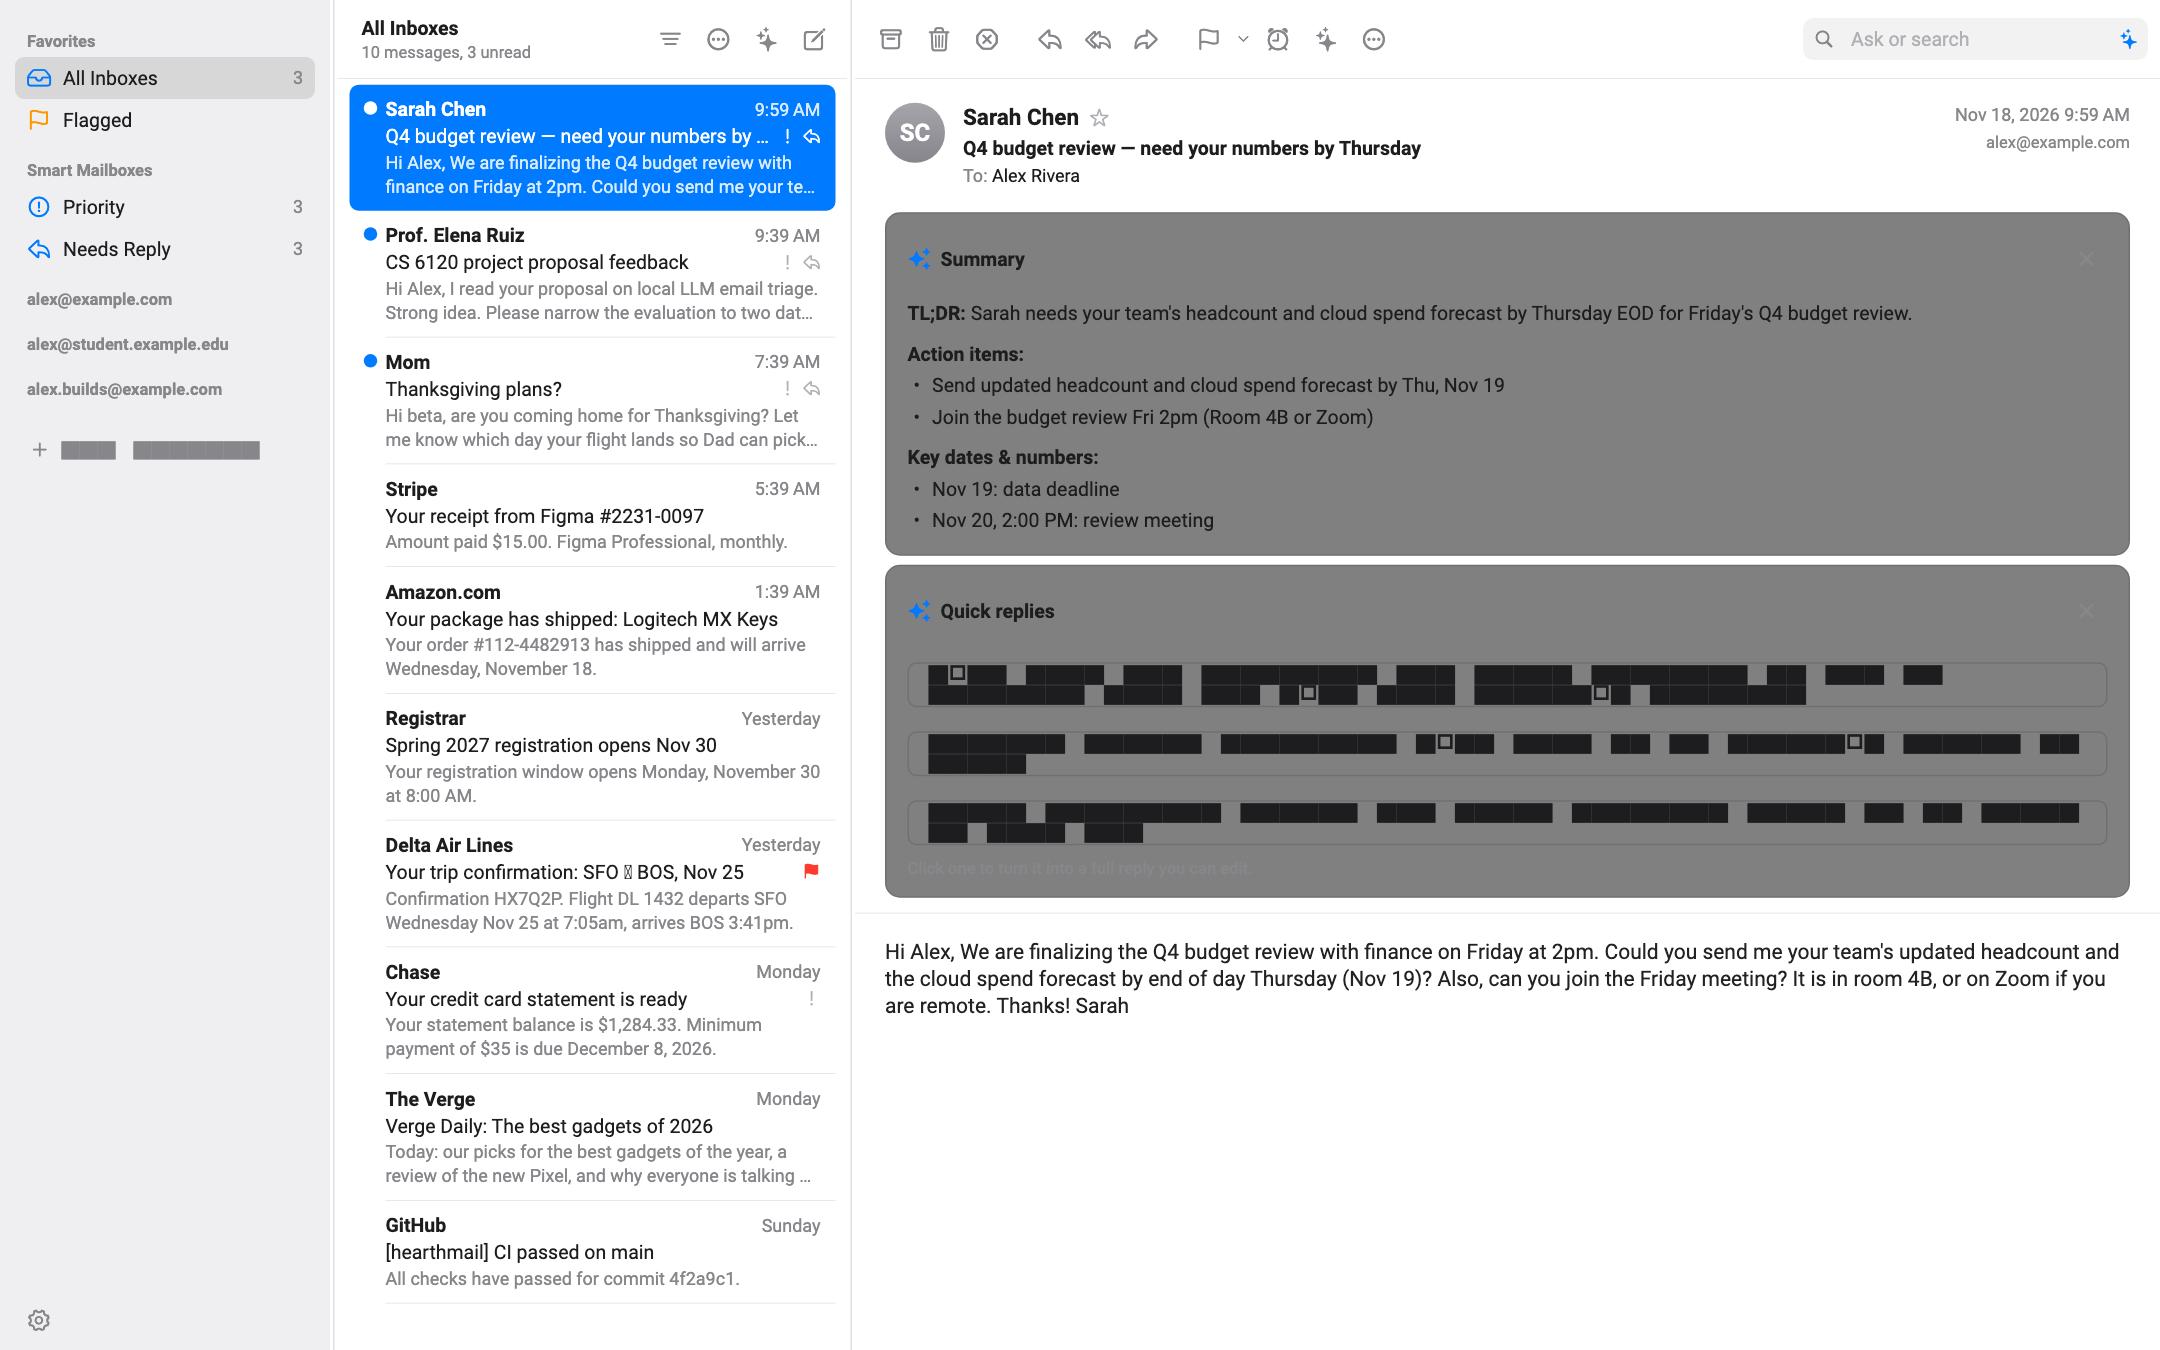 Favorites
All Inboxes 3
Flagged
Smart Mailboxes
Priority 3
Needs Reply 3
alex@example.com
alex@student.example.edu
alex.builds@example.com
All Inboxes
10 messages, 3 unread
Sarah Chen 9:59 AM
Q4 budget review — need your numbers by ... !
Hi Alex, We are finalizing the Q4 budget review with
finance on Friday at 2pm. Could you send me your te...
Prof. Elena Ruiz 9:39 AM
CS 6120 project proposal feedback !
Hi Alex, I read your proposal on local LLM email triage.
Strong idea. Please narrow the evaluation to two dat...
Mom 7:39 AM
Thanksgiving plans? !
Hi beta, are you coming home for Thanksgiving? Let
me know which day your flight lands so Dad can pick...
Stripe 5:39 AM
Your receipt from Figma #2231-0097
Amount paid $15.00. Figma Professional, monthly.
Amazon.com 1:39 AM
Your package has shipped: Logitech MX Keys
Your order #112-4482913 has shipped and will arrive
Wednesday, November 18.
Registrar Yesterday
Spring 2027 registration opens Nov 30
Your registration window opens Monday, November 30
at 8:00 AM.
Delta Air Lines Yesterday
Your trip confirmation: SFO BOS, Nov 25
Confirmation HX7Q2P. Flight DL 1432 departs SFO
Wednesday Nov 25 at 7:05am, arrives BOS 3:41pm.
Chase Monday
Your credit card statement is ready !
Your statement balance is $1,284.33. Minimum
payment of $35 is due December 8, 2026.
The Verge Monday
Verge Daily: The best gadgets of 2026
Today: our picks for the best gadgets of the year, a
review of the new Pixel, and why everyone is talking ...
GitHub Sunday
[hearthmail] CI passed on main
All checks have passed for commit 4f2a9c1.
Ask or search
SC
Sarah Chen
Nov 18, 2026 9:59 AM
Q4 budget review — need your numbers by Thursday
alex@example.com
To: Alex Rivera
Summary
TL;DR: Sarah needs your team's headcount and cloud spend forecast by Thursday EOD for Friday's Q4 budget review.
Action items:
• Send updated headcount and cloud spend forecast by Thu, Nov 19
• Join the budget review Fri 2pm (Room 4B or Zoom)
Key dates & numbers:
• Nov 19: data deadline
• Nov 20, 2:00 PM: review meeting
Quick replies
Click one to turn it into a full reply you can edit.
Hi Alex, We are finalizing the Q4 budget review with finance on Friday at 2pm. Could you send me your team's updated headcount and
the cloud spend forecast by end of day Thursday (Nov 19)? Also, can you join the Friday meeting? It is in room 4B, or on Zoom if you
are remote. Thanks! Sarah